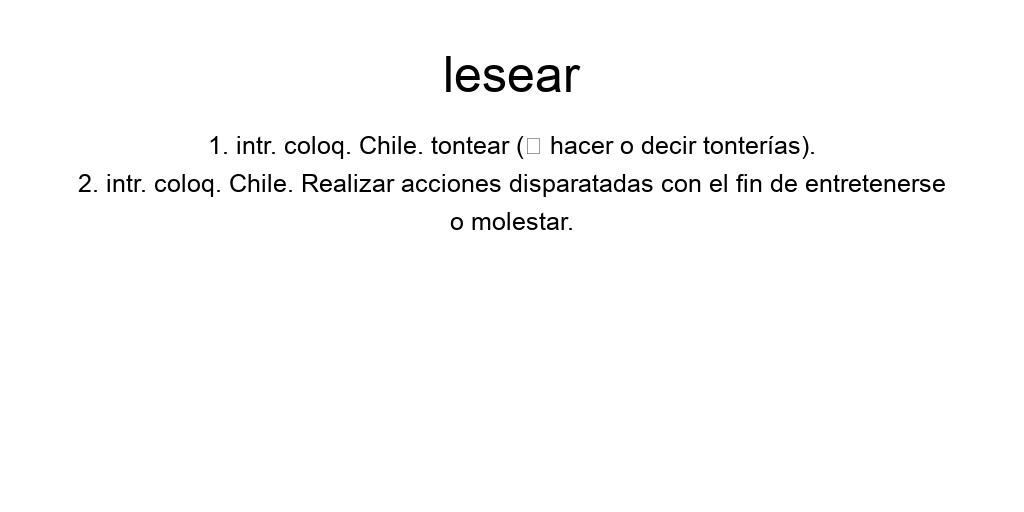 lesear
1. intr. coloq. Chile. tontear (□ hacer o decir tonterías).
2. intr. coloq. Chile. Realizar acciones disparatadas con el fin de entretenerse
o molestar.